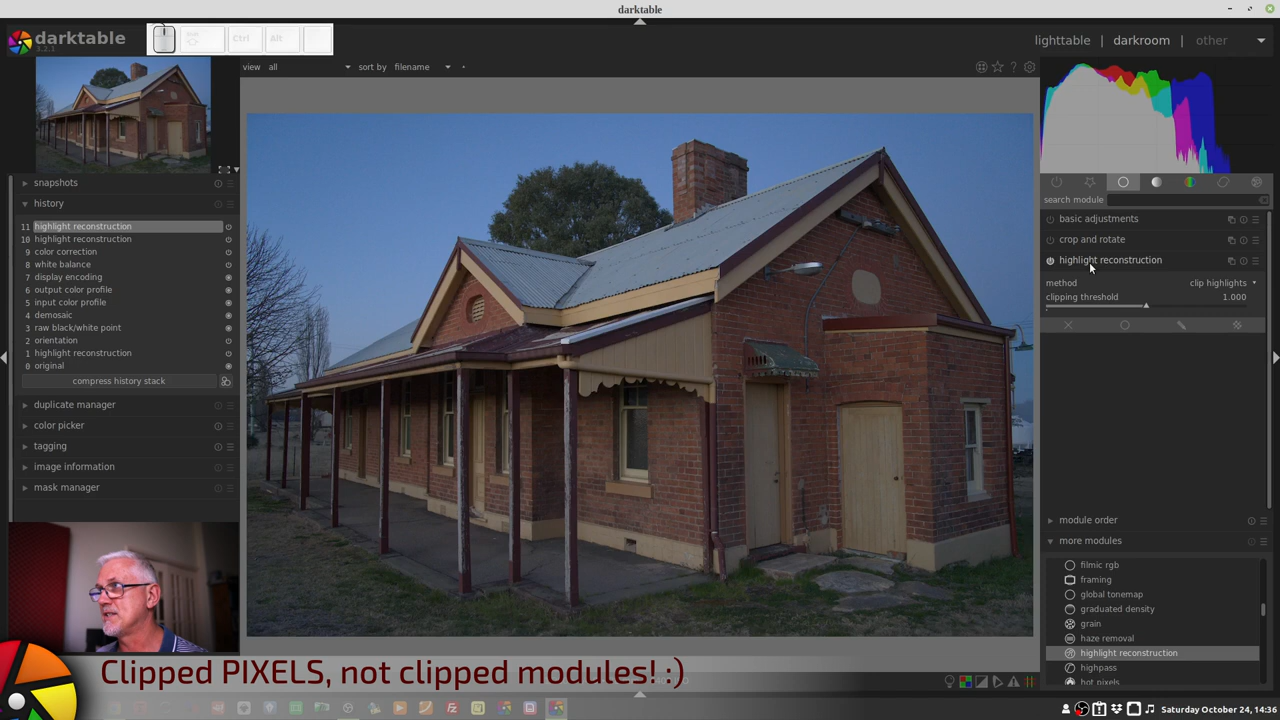 darktable
darktable
3.2.1
Ctrl
Alt
lighttable | darkroom | other
view all
sort by filename
snapshots
history
11 highlight reconstruction
10 highlight reconstruction
9 color correction
8 white balance
7 display encoding
6 output color profile
5 input color profile
4 demosaic
3 raw black/white point
2 orientation
1 highlight reconstruction
0 original
compress history stack
duplicate manager
color picker
tagging
image information
mask manager
search module
basic adjustments
crop and rotate
highlight reconstruction
method clip highlights
clipping threshold 1.000
module order
more modules
filmic rgb
framing
global tonemap
graduated density
grain
haze removal
highlight reconstruction
highpass
hot pixels
Clipped PIXELS, not clipped modules! :)
Saturday October 24, 14:36